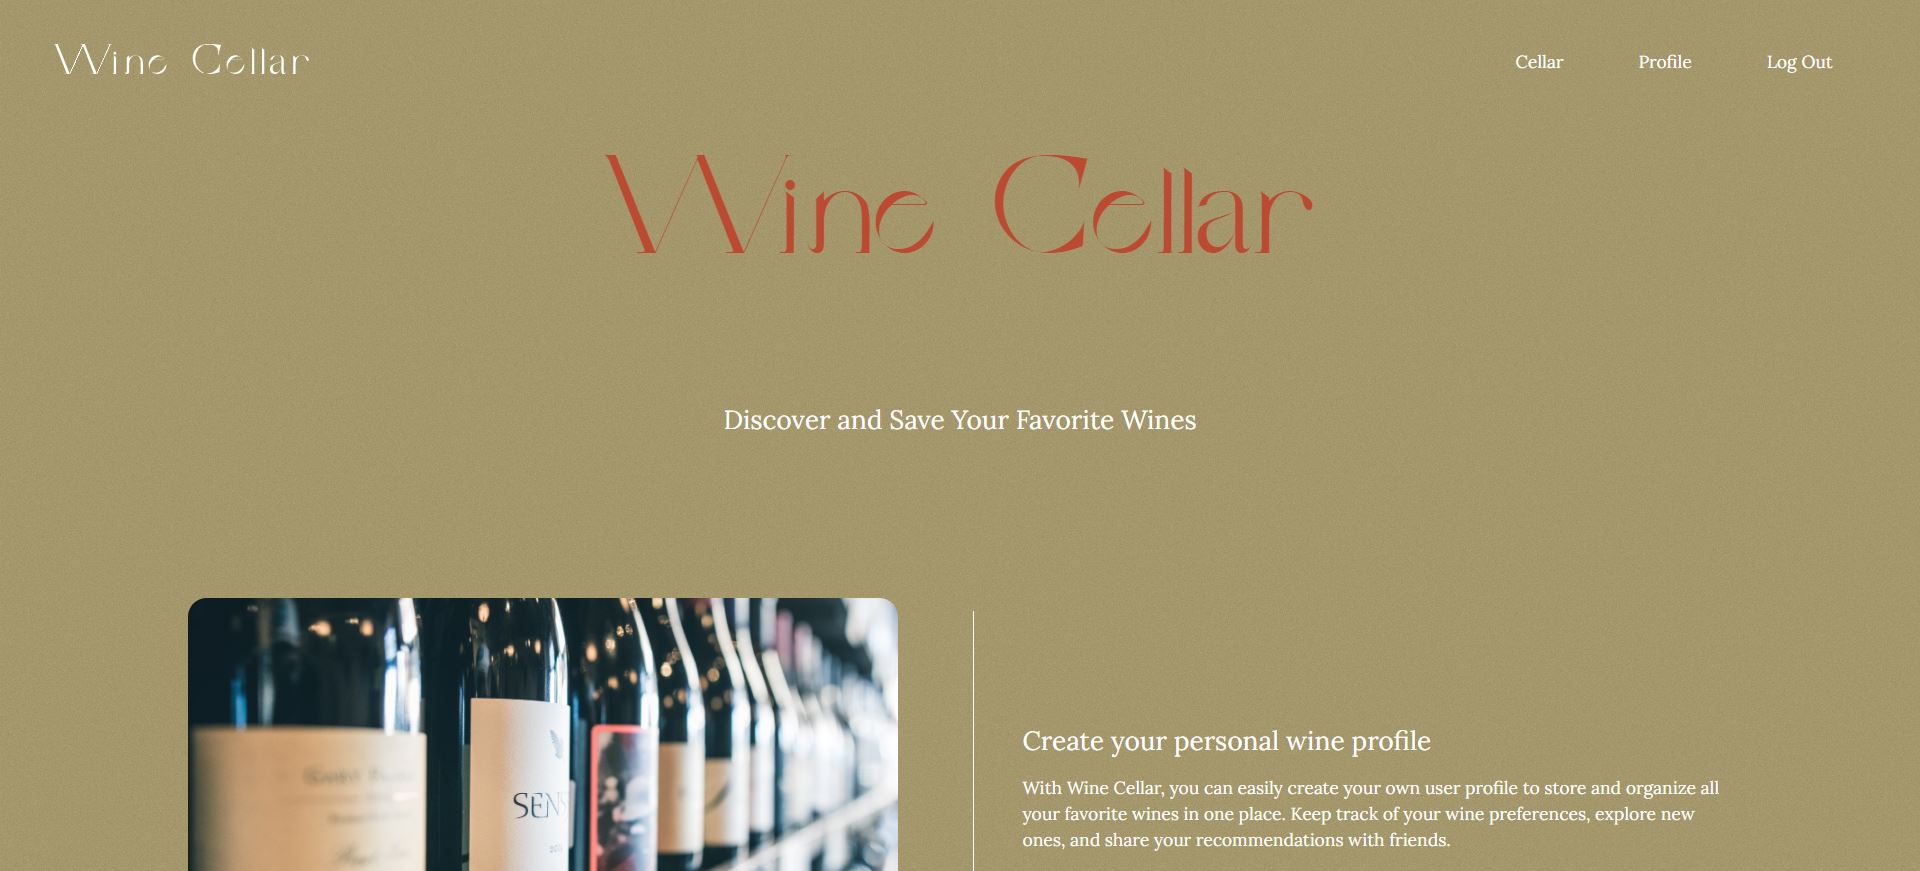 Wine Cellar
Cellar Profile Log Out
Wine Cellar
Discover and Save Your Favorite Wines
Create your personal wine profile
With Wine Cellar, you can easily create your own user profile to store and organize all
your favorite wines in one place. Keep track of your wine preferences, explore new
ones, and share your recommendations with friends.